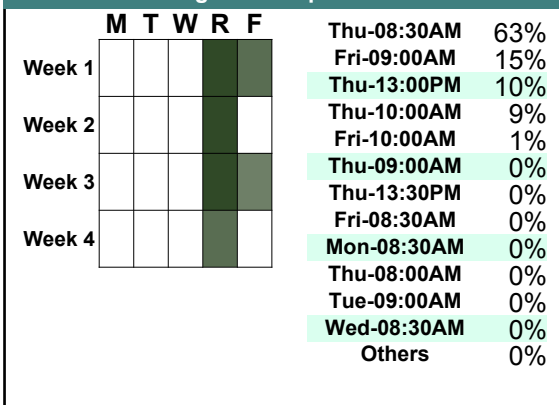 M T W R F
Week 1
Week 2
Week 3
Week 4
Thu-08:30AM 63%
Fri-09:00AM 15%
Thu-13:00PM 10%
Thu-10:00AM 9%
Fri-10:00AM 1%
Thu-09:00AM 0%
Thu-13:30PM 0%
Fri-08:30AM 0%
Mon-08:30AM 0%
Thu-08:00AM 0%
Tue-09:00AM 0%
Wed-08:30AM 0%
Others 0%